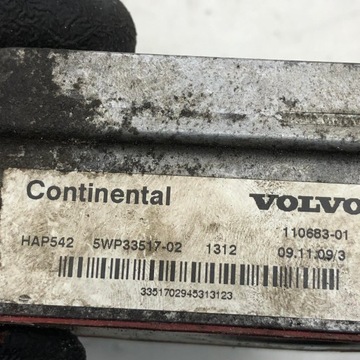 Continental VOLVO
110683-01
HAP542 5WP33517-02 1312 09.11.09/3
3351702945313123